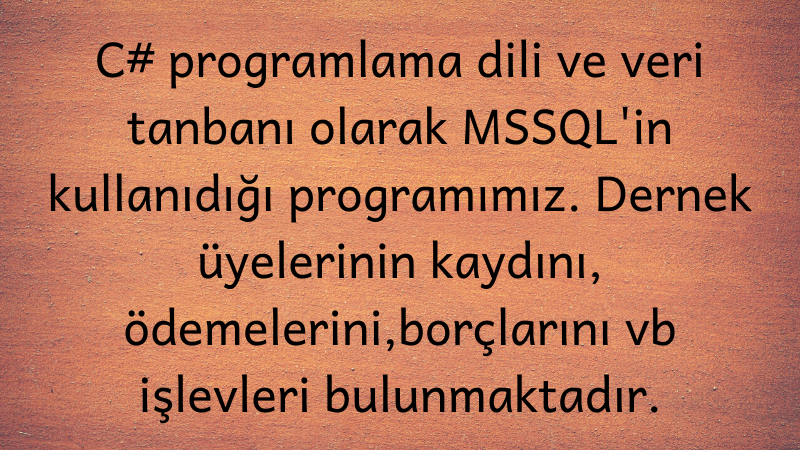 C# programlama dili ve veri
tanbanı olarak MSSQL'in
kullanıdığı programımız. Dernek
üyelerinin kaydını,
ödemelerini,borçlarını vb
işlevleri bulunmaktadır.